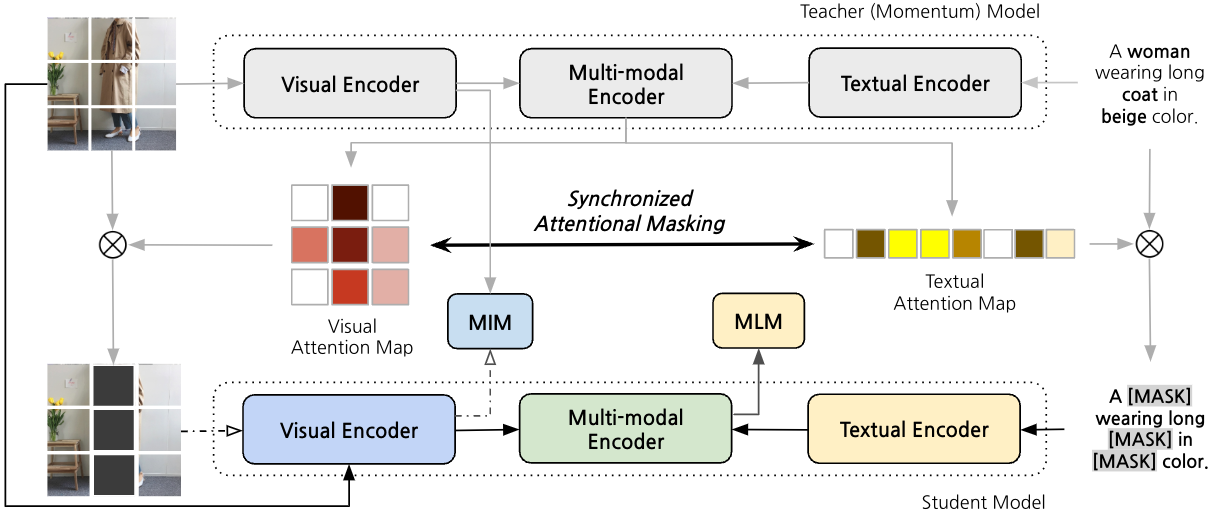 Teacher (Momentum) Model
Visual Encoder
Multi-modal
Encoder
Textual Encoder
A woman
wearing long
coat in
beige color.
Synchronized
Attentional Masking
Visual
Attention Map
Textual
Attention Map
MIM
MLM
Visual Encoder
Multi-modal
Encoder
Textual Encoder
A [MASK]
wearing long
[MASK] in
[MASK] color.
Student Model